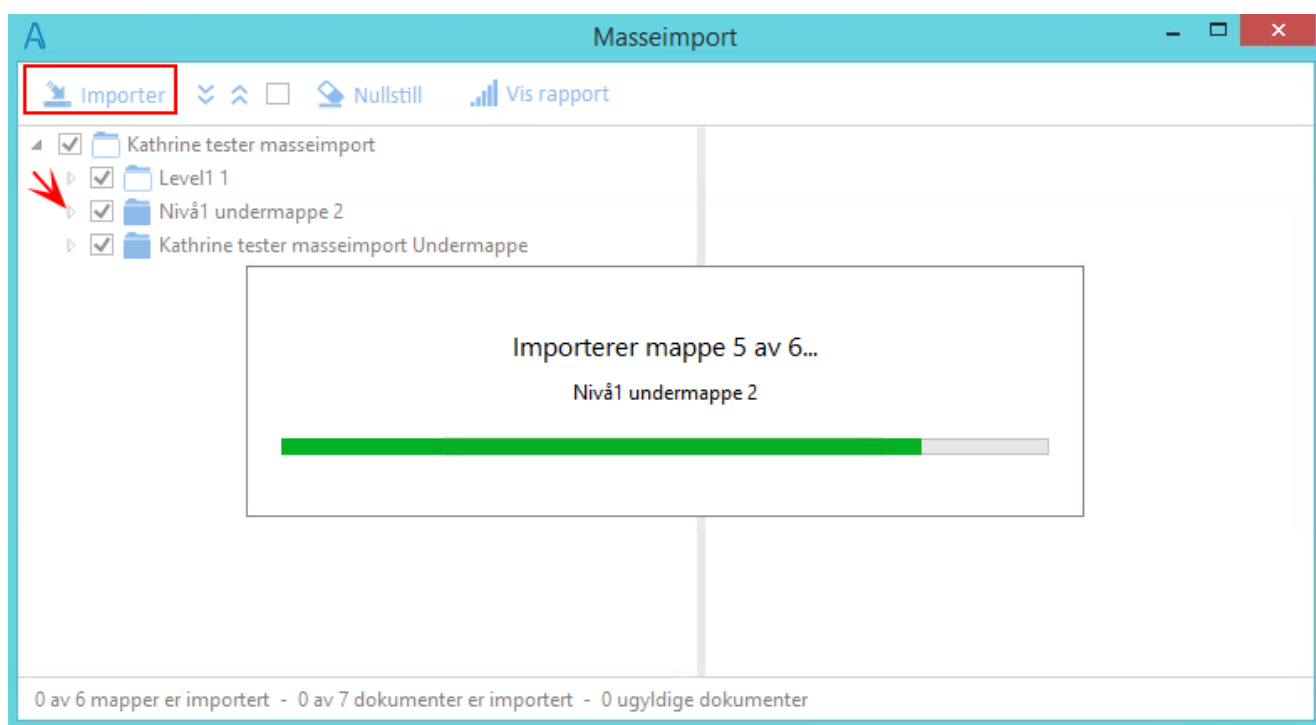 Masseimport
Importer Nullstill Vis rapport
Kathrine tester masseimport
Level1 1
Nivå1 undermappe 2
Kathrine tester masseimport Undermappe
Importerer mappe 5 av 6...
Nivå1 undermappe 2
0 av 6 mapper er importert - 0 av 7 dokumenter er importert - 0 ugyldige dokumenter